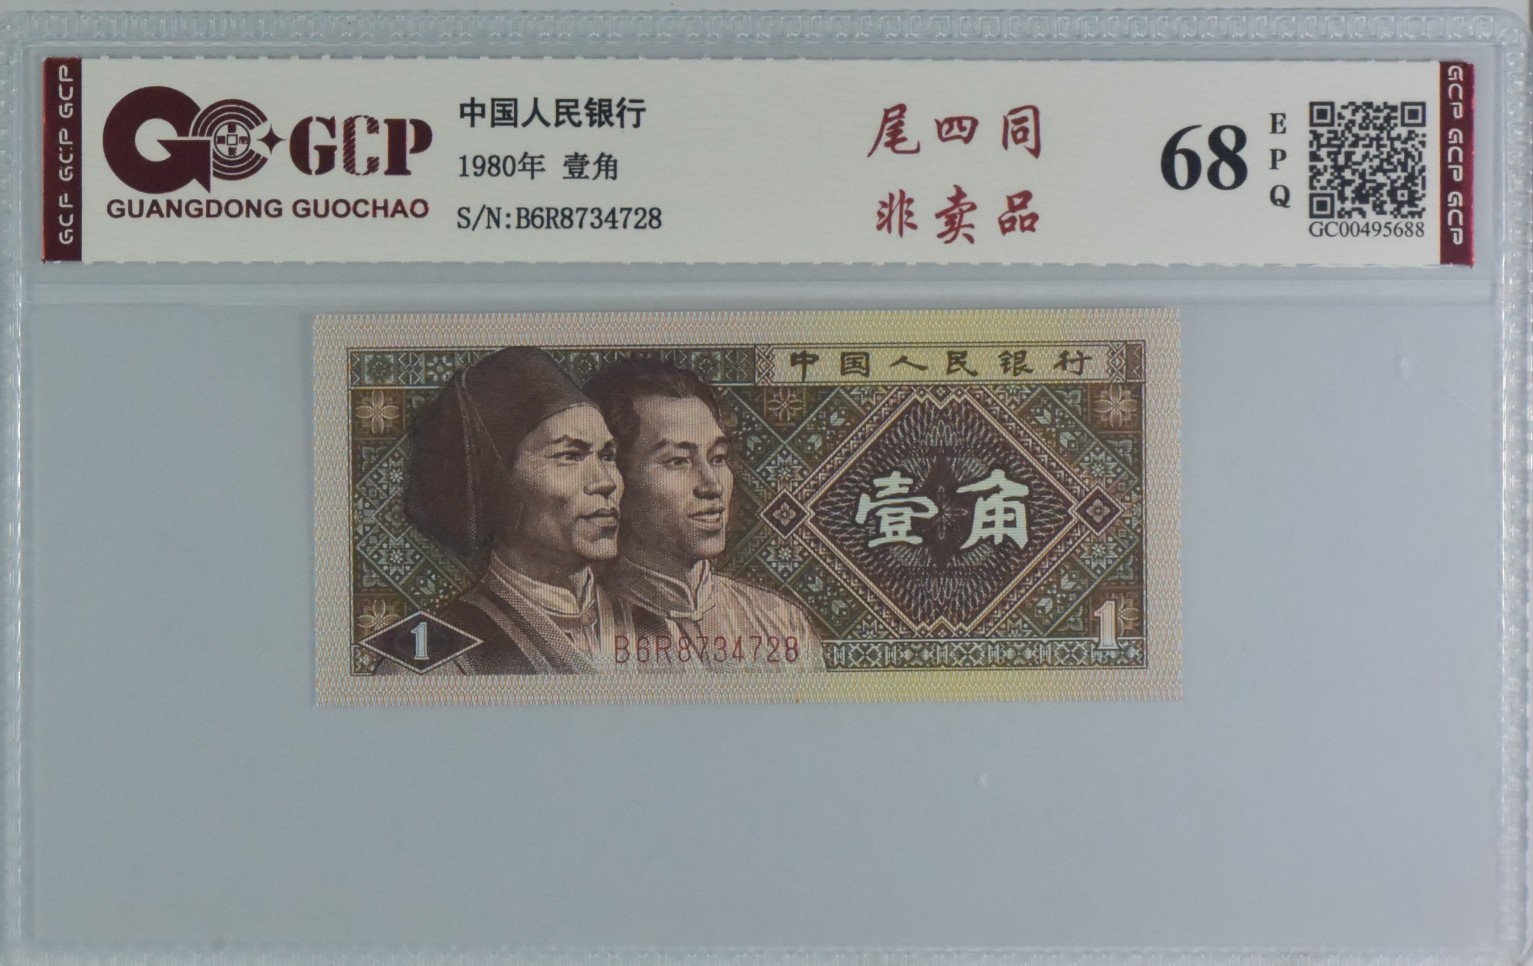 GCP
GUANGDONG GUOCHAO
中国人民银行
1980年 壹角
S/N:B6R8734728
尾四同
非卖品
68
EPQ
GC00495688
GCP GCP GCP
GCP GCP GCP
中国人民银行
壹角
1
B6R8734728
1